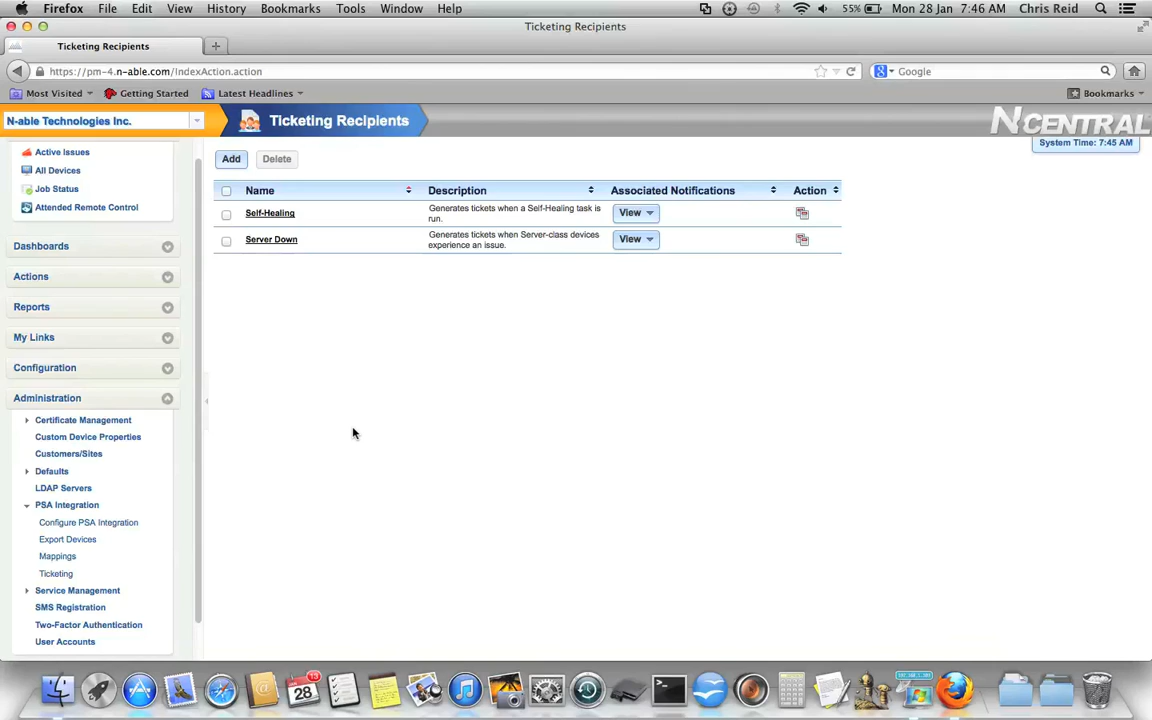 Firefox File Edit View History Bookmarks Tools Window Help 55% Mon 28 Jan 7:46 AM Chris Reid
Ticketing Recipients
Ticketing Recipients
https://pm-4.n-able.com/IndexAction.action Google
Most Visited Getting Started Latest Headlines Bookmarks
N-able Technologies Inc. Ticketing Recipients N-CENTRAL
System Time: 7:45 AM
Active Issues
All Devices
Job Status
Attended Remote Control
Dashboards
Actions
Reports
My Links
Configuration
Administration
Certificate Management
Custom Device Properties
Customers/Sites
Defaults
LDAP Servers
PSA Integration
Configure PSA Integration
Export Devices
Mappings
Ticketing
Service Management
SMS Registration
Two-Factor Authentication
User Accounts
Add Delete
Name Description Associated Notifications Action
Self-Healing Generates tickets when a Self-Healing task is run. View
Server Down Generates tickets when Server-class devices experience an issue. View
28